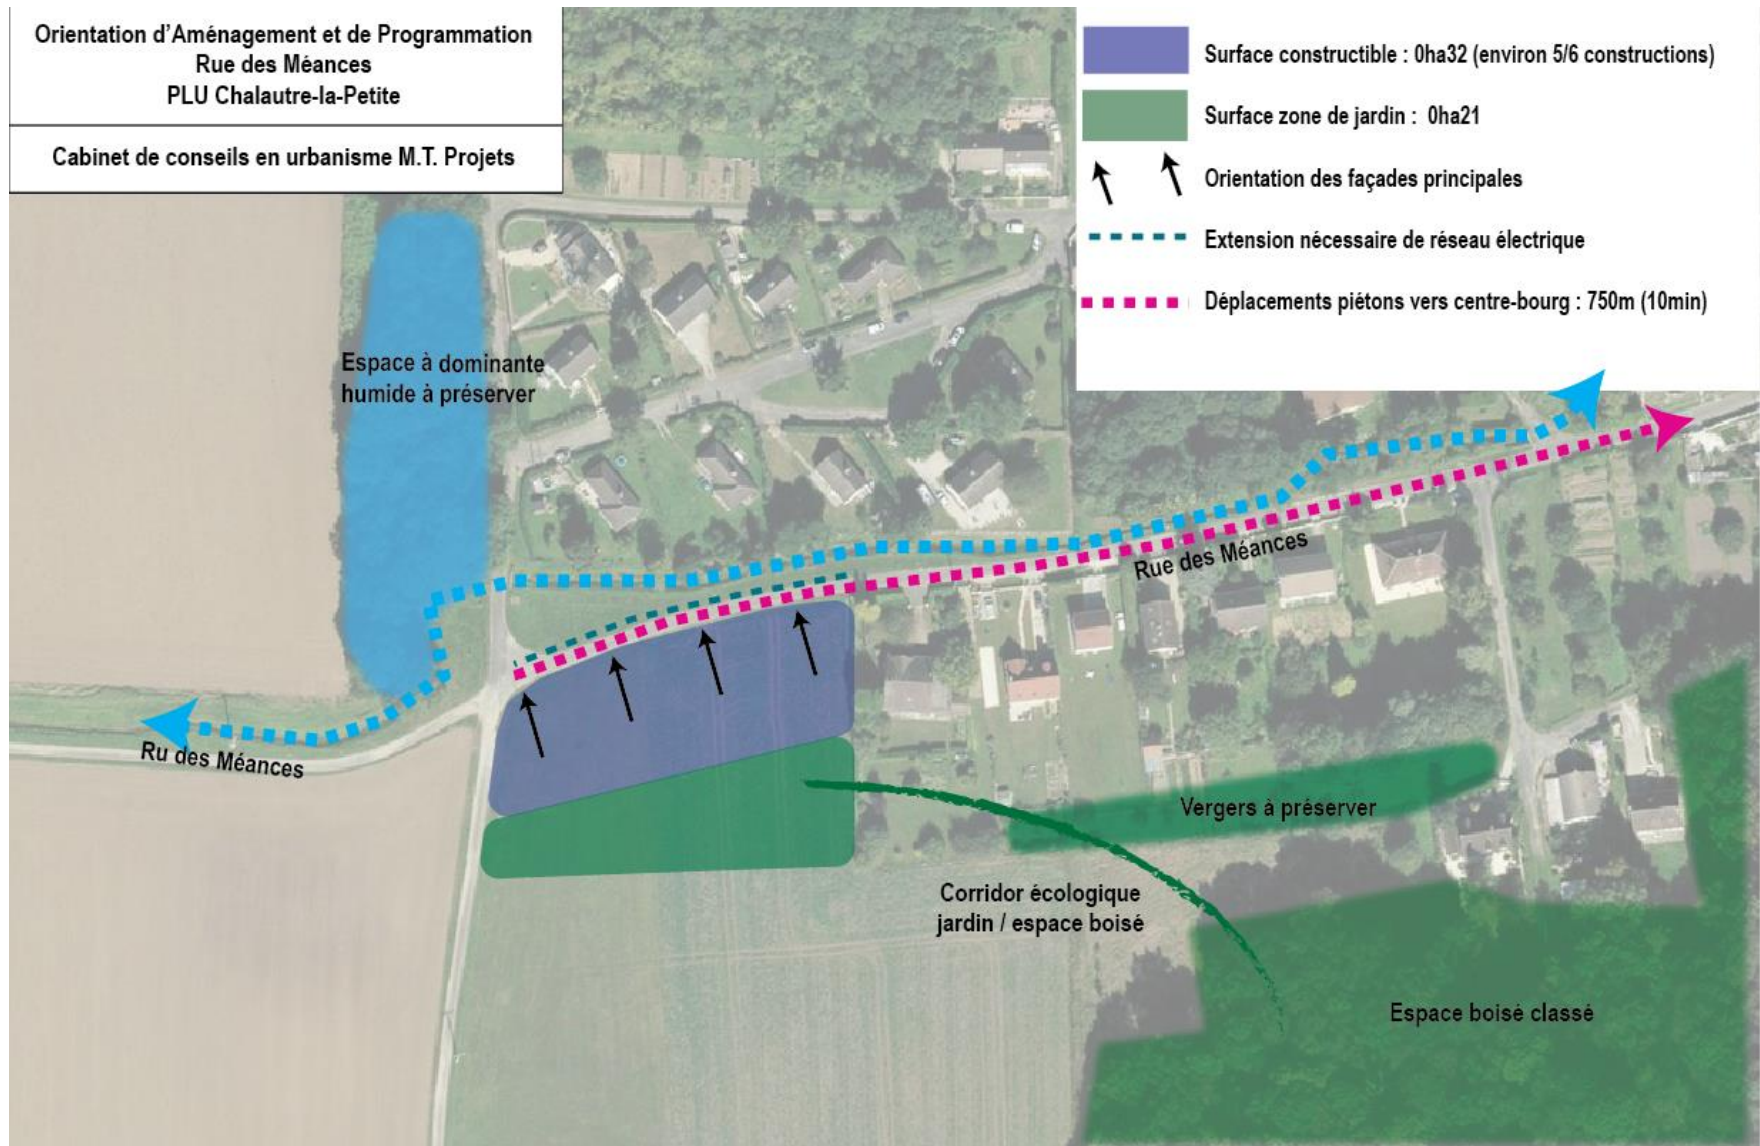 Orientation d'Aménagement et de Programmation
Rue des Méances
PLU Chalautre-la-Petite
Cabinet de conseils en urbanisme M.T. Projets
Surface constructible : 0ha32 (environ 5/6 constructions)
Surface zone de jardin : 0ha21
Orientation des façades principales
Extension nécessaire de réseau électrique
Déplacements piétons vers centre-bourg : 750m (10min)
Espace à dominante
humide à préserver
Rue des Méances
Ru des Méances
Vergers à préserver
Corridor écologique
jardin / espace boisé
Espace boisé classé